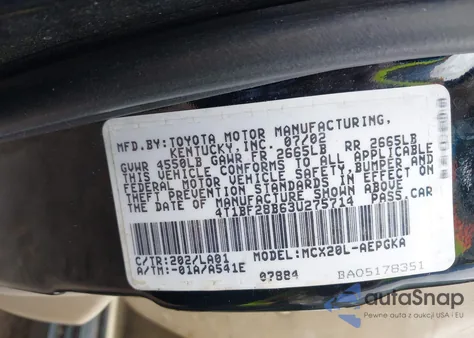 MFD.BY:TOYOTA MOTOR MANUFACTURING,
KENTUCKY,INC. 07/02
GVWR 4550LB GAWR FR 2665LB RR 2665LB
THIS VEHICLE CONFORMS TO ALL APPLICABLE
FEDERAL MOTOR VEHICLE SAFETY, BUMPER, AND
THEFT PREVENTION STANDARDS IN EFFECT ON
DATE OF MANUFACTURE SHOWN ABOVE.
4T1BF28B63U275714 PASS.CAR
C/TR:202/LA01 MODEL:MCX20L-AEPGKA
A/TM:-01A/A541E 07884 BA05178351
autoSnap
Pewne auta z aukcji USA i EU